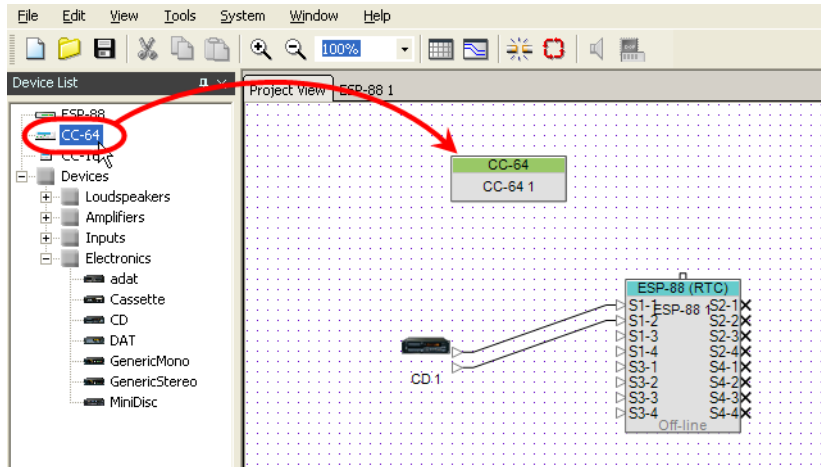 File Edit View Tools System Window Help
100%
Device List
Project View ESP-88 1
ESP-88
CC-64
Devices
Loudspeakers
Amplifiers
Inputs
Electronics
adat
Cassette
CD
DAT
GenericMono
GenericStereo
MiniDisc
CC-64
CC-64 1
CD 1
ESP-88 (RTC)
ESP-88 1
S1-1 S2-1
S1-2 S2-2
S1-3 S2-3
S1-4 S2-4
S3-1 S4-1
S3-2 S4-2
S3-3 S4-3
S3-4 S4-4
Off-line